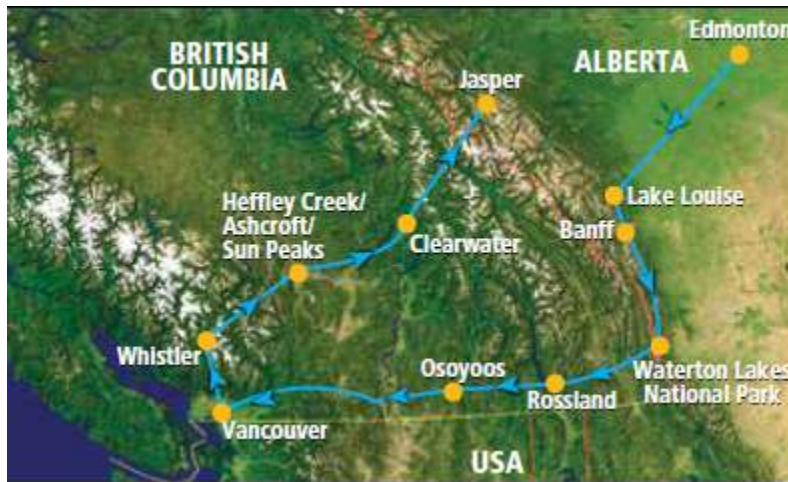 Edmonton
BRITISH
COLUMBIA
ALBERTA
Jasper
Heffley Creek/
Ashcroft/
Sun Peaks
Lake Louise
Clearwater
Banff
Whistler
Osoyoos
Waterton Lakes
National Park
Rossland
Vancouver
USA